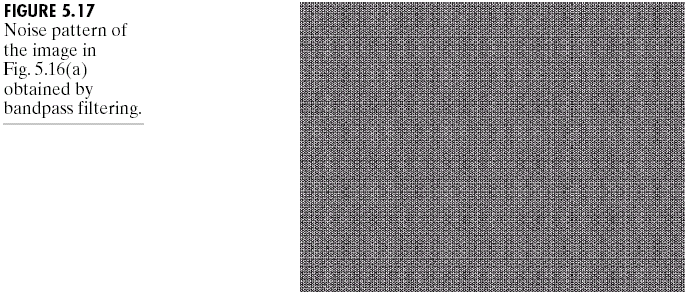 FIGURE 5.17
Noise pattern of
the image in
Fig. 5.16(a)
obtained by
bandpass filtering.